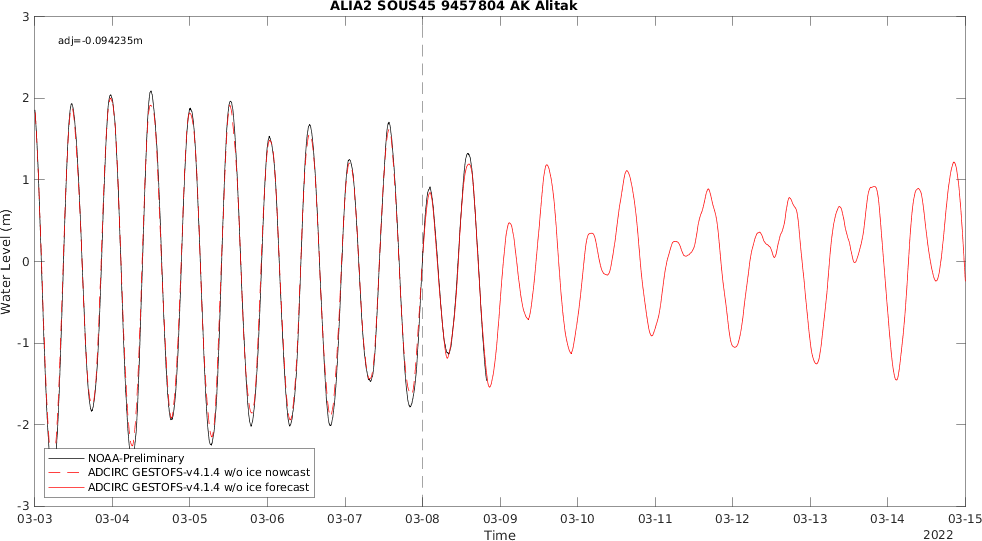 ALIA2 SOUS45 9457804 AK Alitak
adj=-0.094235m
3
2
1
0
-1
-2
-3
Water Level (m)
NOAA-Preliminary
ADCIRC GESTOFS-v4.1.4 w/o ice nowcast
ADCIRC GESTOFS-v4.1.4 w/o ice forecast
03-03 03-04 03-05 03-06 03-07 03-08 03-09 03-10 03-11 03-12 03-13 03-14 03-15
Time
2022